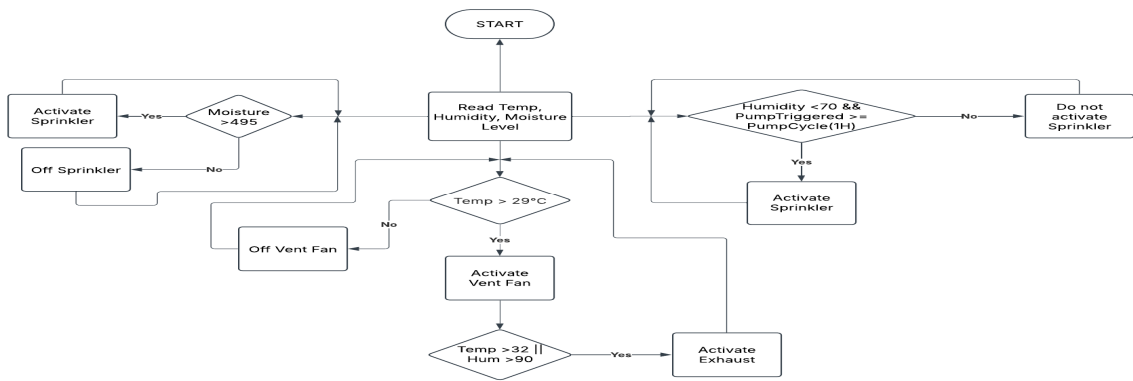 START
Read Temp,
Humidity, Moisture
Level
Moisture
>495
Yes
Activate
Sprinkler
No
Off Sprinkler
Humidity <70 &&
PumpTriggered >=
PumpCycle(1H)
No
Do not
activate
Sprinkler
Yes
Activate
Sprinkler
Temp > 29°C
No
Off Vent Fan
Yes
Activate
Vent Fan
Temp >32 ||
Hum >90
Yes
Activate
Exhaust